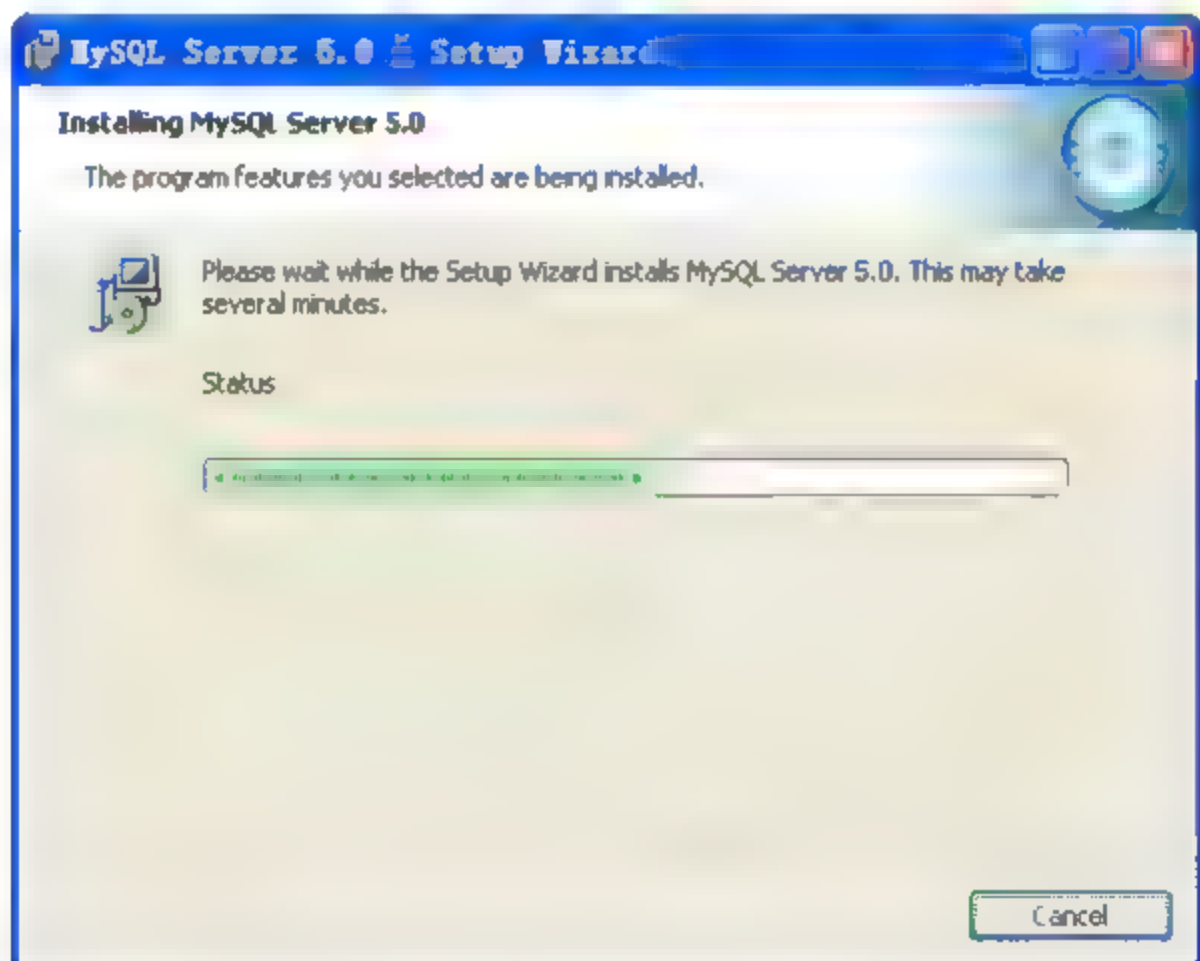 MySQL Server 5.0 Setup Wizard
Installing MySQL Server 5.0
The program features you selected are being installed.
Please wait while the Setup Wizard installs MySQL Server 5.0. This may take
several minutes.
Status
Cancel